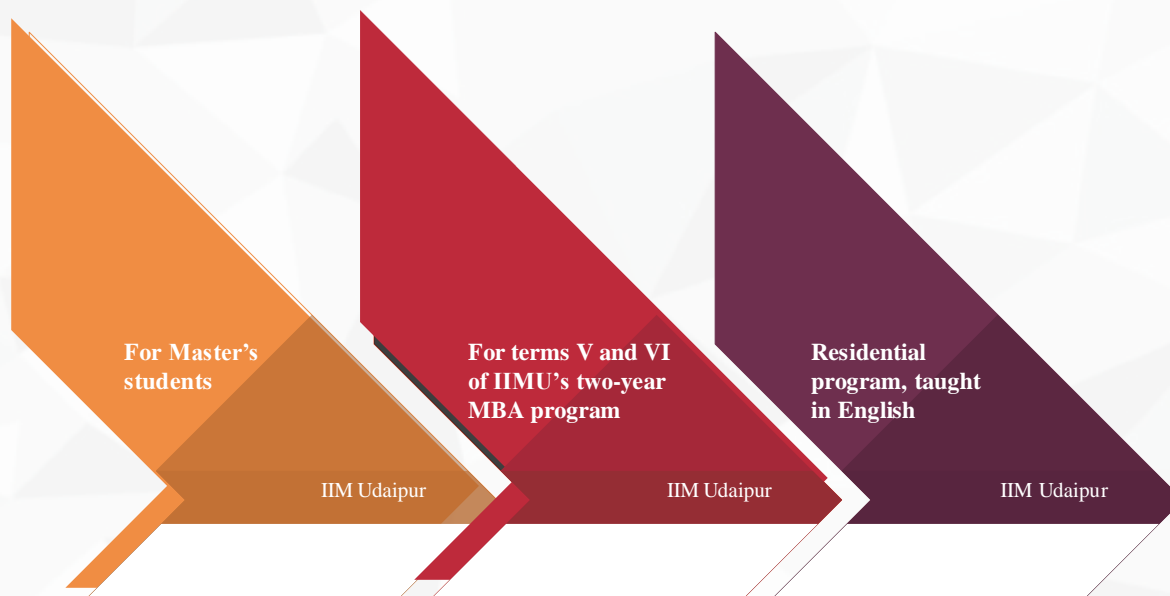 For Master’s
students
IIM Udaipur
For terms V and VI
of IIMU’s two-year
MBA program
IIM Udaipur
Residential
program, taught
in English
IIM Udaipur